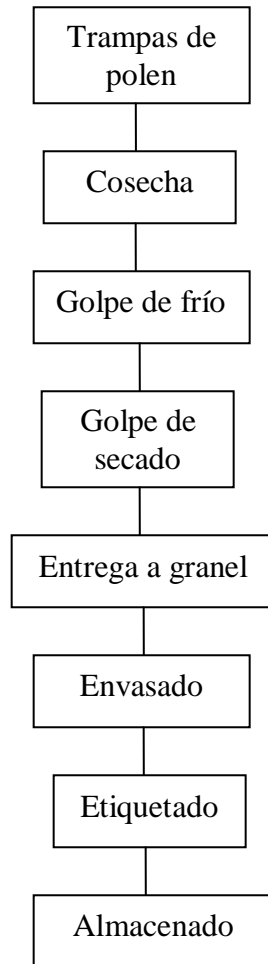 Trampas de
polen
Cosecha
Golpe de frío
Golpe de
secado
Entrega a granel
Envasado
Etiquetado
Almacenado